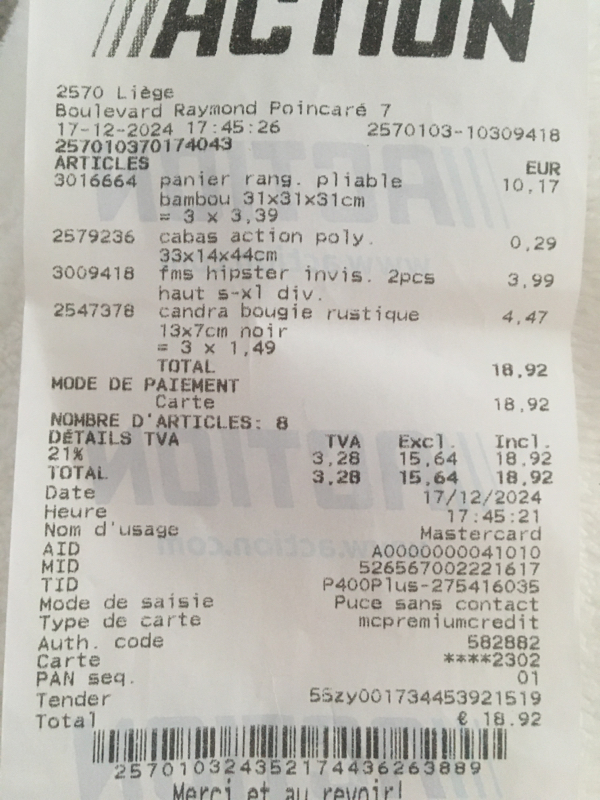 ACTION
2570 Liège
Boulevard Raymond Poincaré 7
17-12-2024 17:45:26 2570103-10309418
257010370174043
ARTICLES EUR
3016664 panier rang. pliable 10,17
bambou 31x31x31cm
= 3 x 3,39
2579236 cabas action poly. 0,29
33x14x44cm
3009418 fms hipster invis. 2pcs 3,99
haut s-xl div.
2547378 candra bougie rustique 4,47
13x7cm noir
= 3 x 1,49
TOTAL 18,92
MODE DE PAIEMENT
Carte 18,92
NOMBRE D'ARTICLES: 8
DÉTAILS TVA TVA Excl. Incl.
21% 3,28 15,64 18,92
TOTAL 3,28 15,64 18,92
Date 17/12/2024
Heure 17:45:21
Nom d'usage Mastercard
AID A0000000041010
MID 526567002221617
TID P400Plus-275416035
Mode de saisie Puce sans contact
Type de carte mcpremiumcredit
Auth. code 582882
Carte ****2302
PAN seq. 01
Tender 5Szy001734453921519
Total € 18.92
257010324352174436263889
Merci et au revoir!